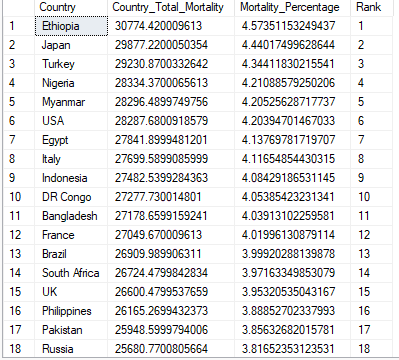 Country Country_Total_Mortality Mortality_Percentage Rank
1 Ethiopia 30774.420009613 4.57351153249437 1
2 Japan 29877.2200050354 4.44017499628644 2
3 Turkey 29230.8700332642 4.34411830215541 3
4 Nigeria 28334.3700065613 4.21088579250206 4
5 Myanmar 28296.4899749756 4.20525628717737 5
6 USA 28287.6800918579 4.20394701467033 6
7 Egypt 27841.8999481201 4.13769781719707 7
8 Italy 27699.5899085999 4.11654854430315 8
9 Indonesia 27482.5399284363 4.08429186531145 9
10 DR Congo 27277.730014801 4.05385423231341 10
11 Bangladesh 27178.6599159241 4.03913102259581 11
12 France 27049.670009613 4.01996130879114 12
13 Brazil 26909.989906311 3.99920288139878 13
14 South Africa 26724.4799842834 3.97163349853079 14
15 UK 26600.4799537659 3.95320535043167 15
16 Philippines 26165.2699432373 3.88852702337993 16
17 Pakistan 25948.5999794006 3.85632682015781 17
18 Russia 25680.7700805664 3.81652353123531 18